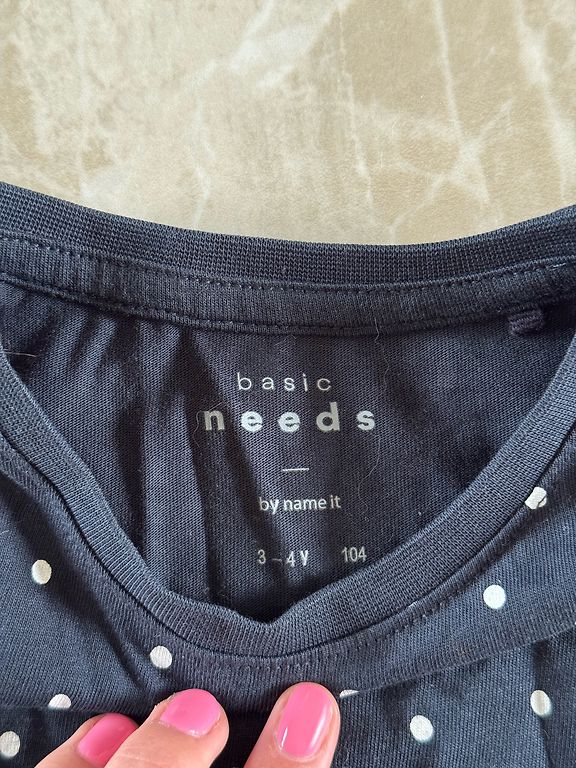 basic
needs
by name it
3-4Y 104